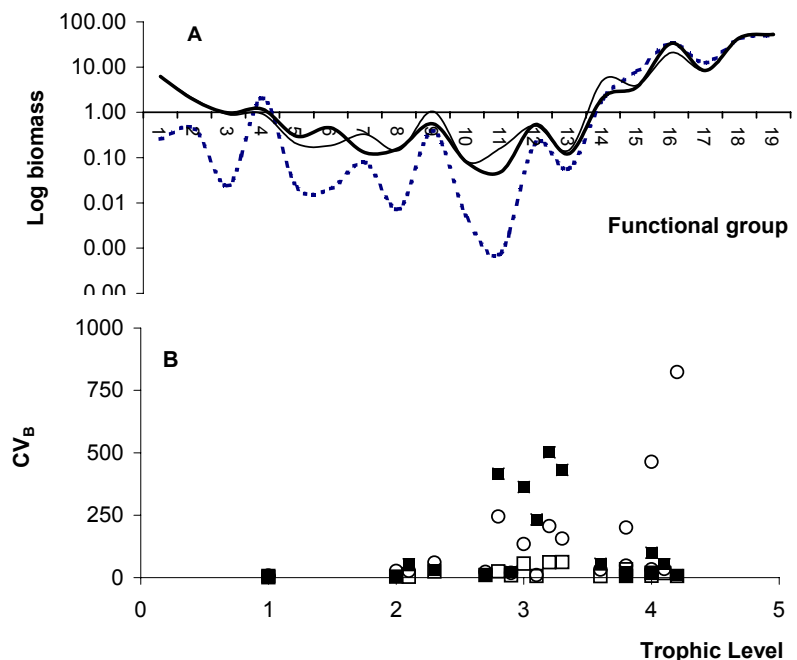 A
100.00
10.00
1.00
0.10
0.01
0.00
0.00
Log biomass
1 2 3 4 5 6 7 8 9 10 11 12 13 14 15 16 17 18 19
Functional group
B
1000
750
500
250
0
CVB
0 1 2 3 4 5
Trophic Level